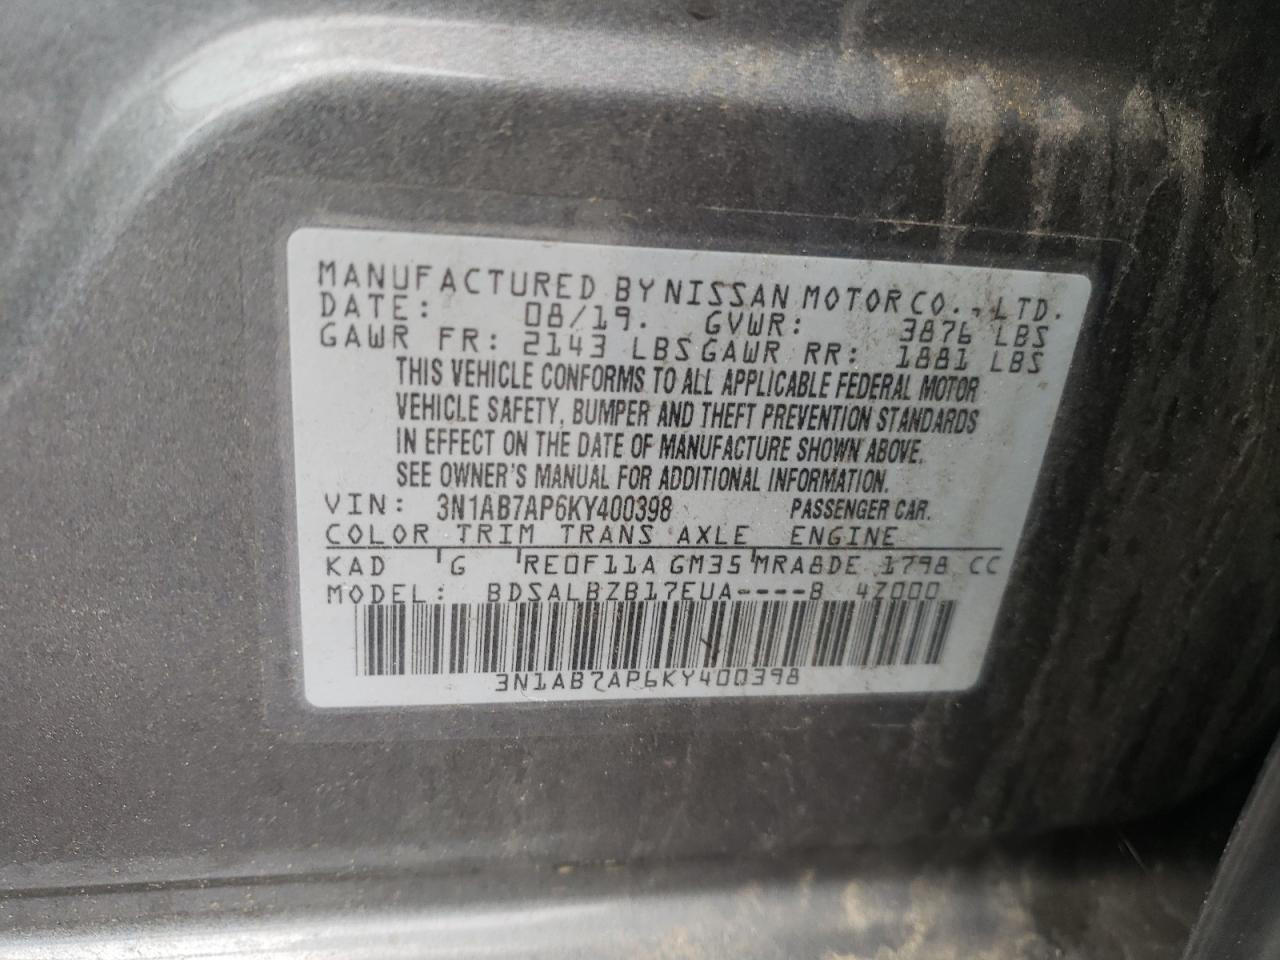 MANUFACTURED BY NISSAN MOTOR CO., LTD.
DATE: 08/19. GVWR: 3876 LBS
GAWR FR: 2143 LBS GAWR RR: 1881 LBS
THIS VEHICLE CONFORMS TO ALL APPLICABLE FEDERAL MOTOR
VEHICLE SAFETY, BUMPER AND THEFT PREVENTION STANDARDS
IN EFFECT ON THE DATE OF MANUFACTURE SHOWN ABOVE.
SEE OWNER'S MANUAL FOR ADDITIONAL INFORMATION.
VIN: 3N1AB7AP6KY400398 PASSENGER CAR.
COLOR TRIM TRANS AXLE ENGINE
KAD G RE0F11A GM35 MRA8DE 1798 CC
MODEL: BDSALBZB17EUA----B 4Z000
3N1AB7AP6KY400398